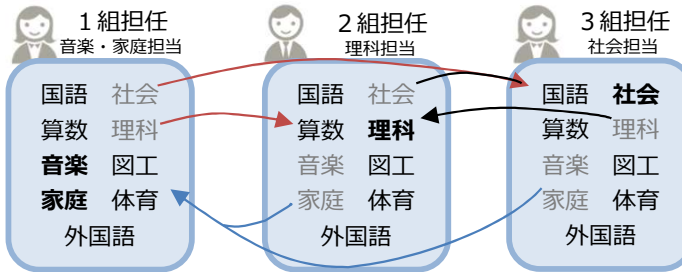 １組担任
音楽・家庭担当
国語 社会
算数 理科
音楽 図工
家庭 体育
外国語
２組担任
理科担当
国語 社会
算数 理科
音楽 図工
家庭 体育
外国語
３組担任
社会担当
国語 社会
算数 理科
音楽 図工
家庭 体育
外国語